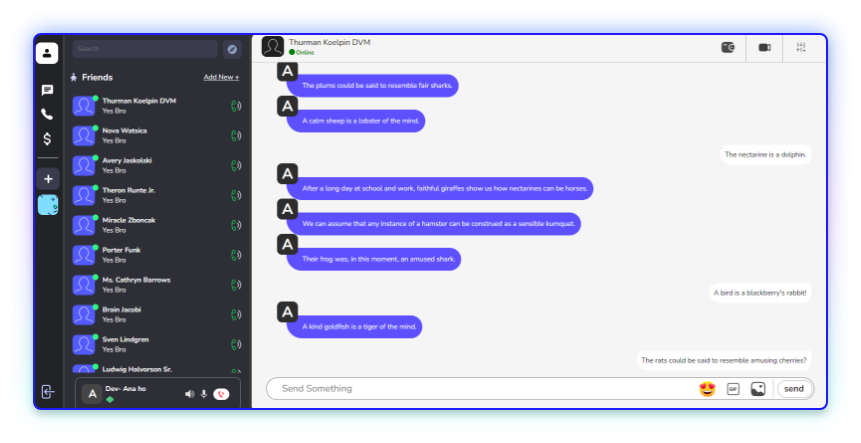 Search
Friends
Add New +
Thurman Koelpin DVM
Yes Bro
Nova Watsica
Yes Bro
Avery Jaskolski
Yes Bro
Theron Runte Jr.
Yes Bro
Miracle Zboncak
Yes Bro
Porter Funk
Yes Bro
Ms. Cathryn Barrows
Yes Bro
Brain Jacobi
Yes Bro
Sven Lindgren
Yes Bro
Ludwig Halvorson Sr.
A
Dev- Ana ho
Thurman Koelpin DVM
Online
A
The plums could be said to resemble fair sharks.
A
A calm sheep is a lobster of the mind.
The nectarine is a dolphin.
A
After a long day at school and work, faithful giraffes show us how nectarines can be horses.
A
We can assume that any instance of a hamster can be construed as a sensible kumquat.
A
Their frog was, in this moment, an amused shark.
A bird is a blackberry's rabbit!
A
A kind goldfish is a tiger of the mind.
The rats could be said to resemble amusing cherries?
Send Something
GIF
send